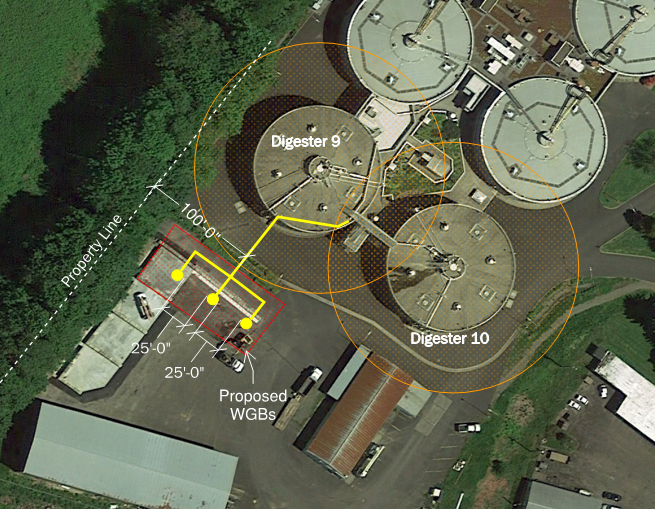 Digester 9
100'-0"
Property Line
Digester 10
25'-0"
25'-0"
Proposed
WGBs